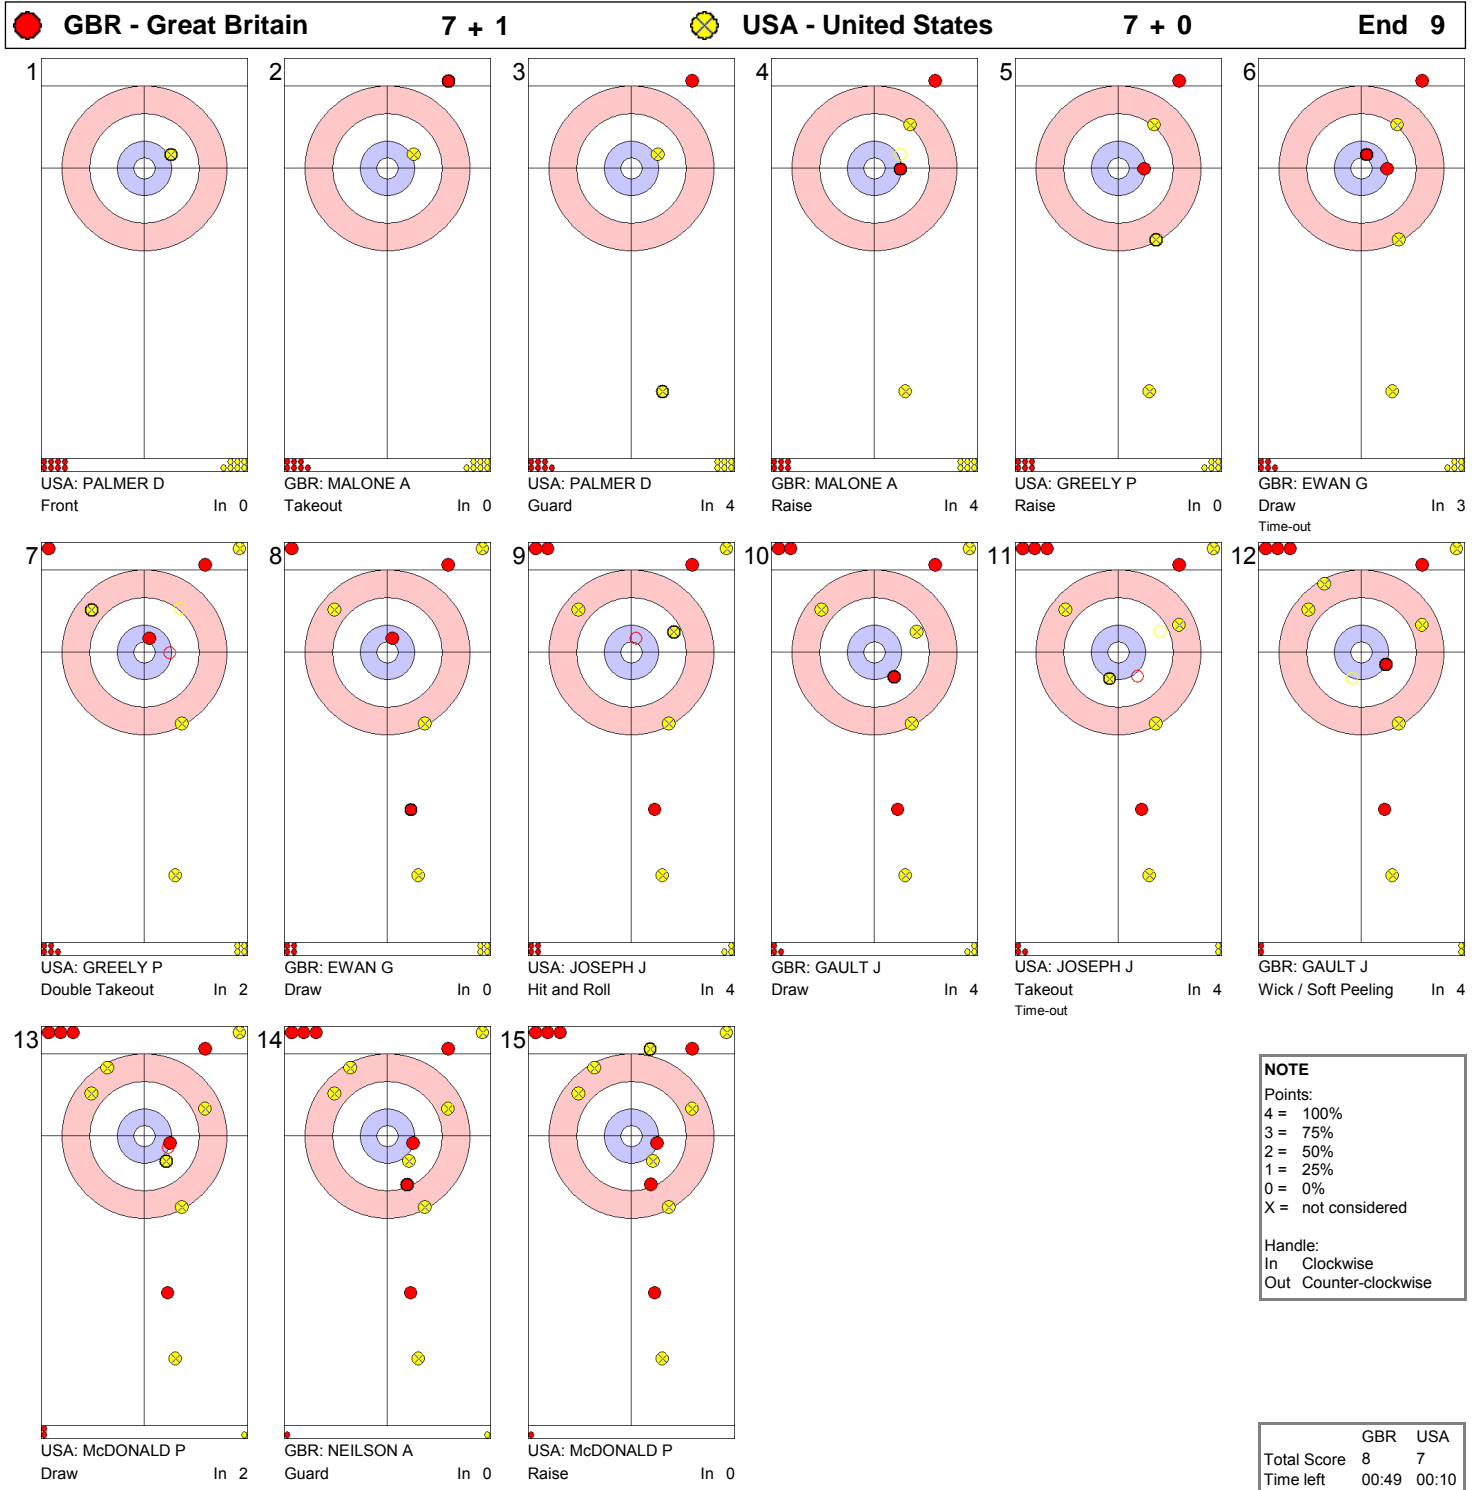 GBR - Great Britain 7 + 1 USA - United States 7 + 0 End 9
1 2 3 4 5 6
USA: PALMER D GBR: MALONE A USA: PALMER D GBR: MALONE A USA: GREELY P GBR: EWAN G
Front In 0 Takeout In 0 Guard In 4 Raise In 4 Raise In 0 Draw In 3
Time-out
7 8 9 10 11 12
USA: GREELY P GBR: EWAN G USA: JOSEPH J GBR: GAULT J USA: JOSEPH J GBR: GAULT J
Double Takeout In 2 Draw In 0 Hit and Roll In 4 Draw In 4 Takeout In 4 Wick / Soft Peeling In 4
Time-out
13 14 15
USA: McDONALD P GBR: NEILSON A USA: McDONALD P
Draw In 2 Guard In 0 Raise In 0
NOTE
Points:
4 = 100%
3 = 75%
2 = 50%
1 = 25%
0 = 0%
X = not considered
Handle:
In Clockwise
Out Counter-clockwise
GBR USA
Total Score 8 7
Time left 00:49 00:10